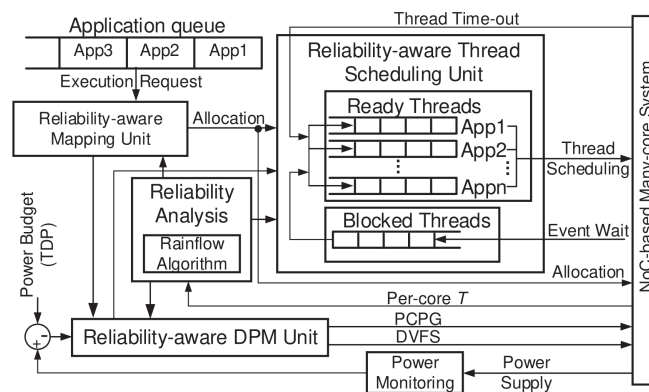 Application queue
App3 App2 App1
Execution Request
Reliability-aware
Mapping Unit
Allocation
Thread Time-out
Reliability-aware Thread
Scheduling Unit
Ready Threads
App1
App2
Appn
Thread
Scheduling
Blocked Threads
Event Wait
Reliability
Analysis
Rainflow
Algorithm
Allocation
Per-core T
Power Budget
(TDP)
Reliability-aware DPM Unit
PCPG
DVFS
Power
Monitoring
Power
Supply
NoC-based Many-core System
+
-